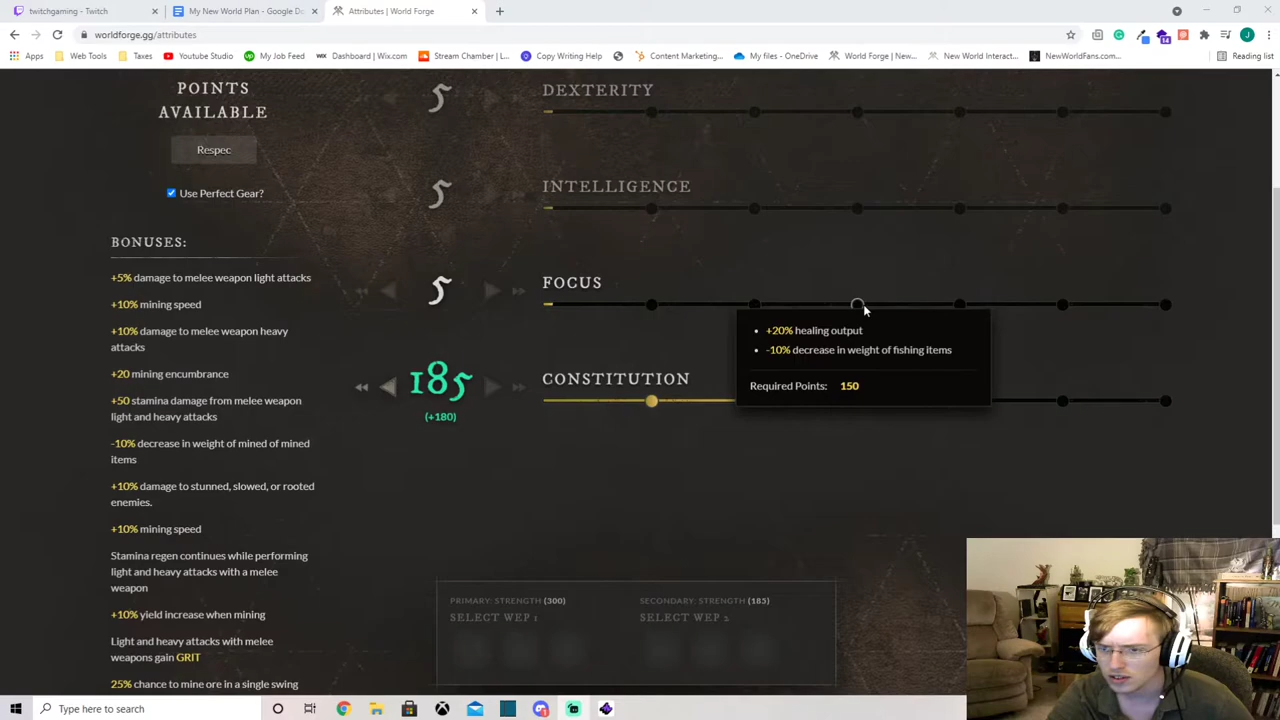 twitchgaming - Twitch
My New World Plan - Google Do
Attributes | World Forge
worldforge.gg/attributes
Apps
Web Tools
Taxes
Youtube Studio
My Job Feed
Dashboard | Wix.com
Stream Chamber | L...
Copy Writing Help
Content Marketing...
My files - OneDrive
World Forge | New...
New World Interact...
NewWorldFans.com...
Reading list
POINTS
AVAILABLE
Respec
Use Perfect Gear?
BONUSES:
+5% damage to melee weapon light attacks
+10% mining speed
+10% damage to melee weapon heavy
attacks
+20 mining encumbrance
+50 stamina damage from melee weapon
light and heavy attacks
-10% decrease in weight of mined of mined
items
+10% damage to stunned, slowed, or rooted
enemies.
+10% mining speed
Stamina regen continues while performing
light and heavy attacks with a melee
weapon
+10% yield increase when mining
Light and heavy attacks with melee
weapons gain GRIT
25% chance to mine ore in a single swing
5
DEXTERITY
5
INTELLIGENCE
5
FOCUS
185
(+180)
CONSTITUTION
+20% healing output
-10% decrease in weight of fishing items
Required Points: 150
PRIMARY: STRENGTH (300)
SELECT WEP 1
SECONDARY: STRENGTH (185)
SELECT WEP 2
Type here to search